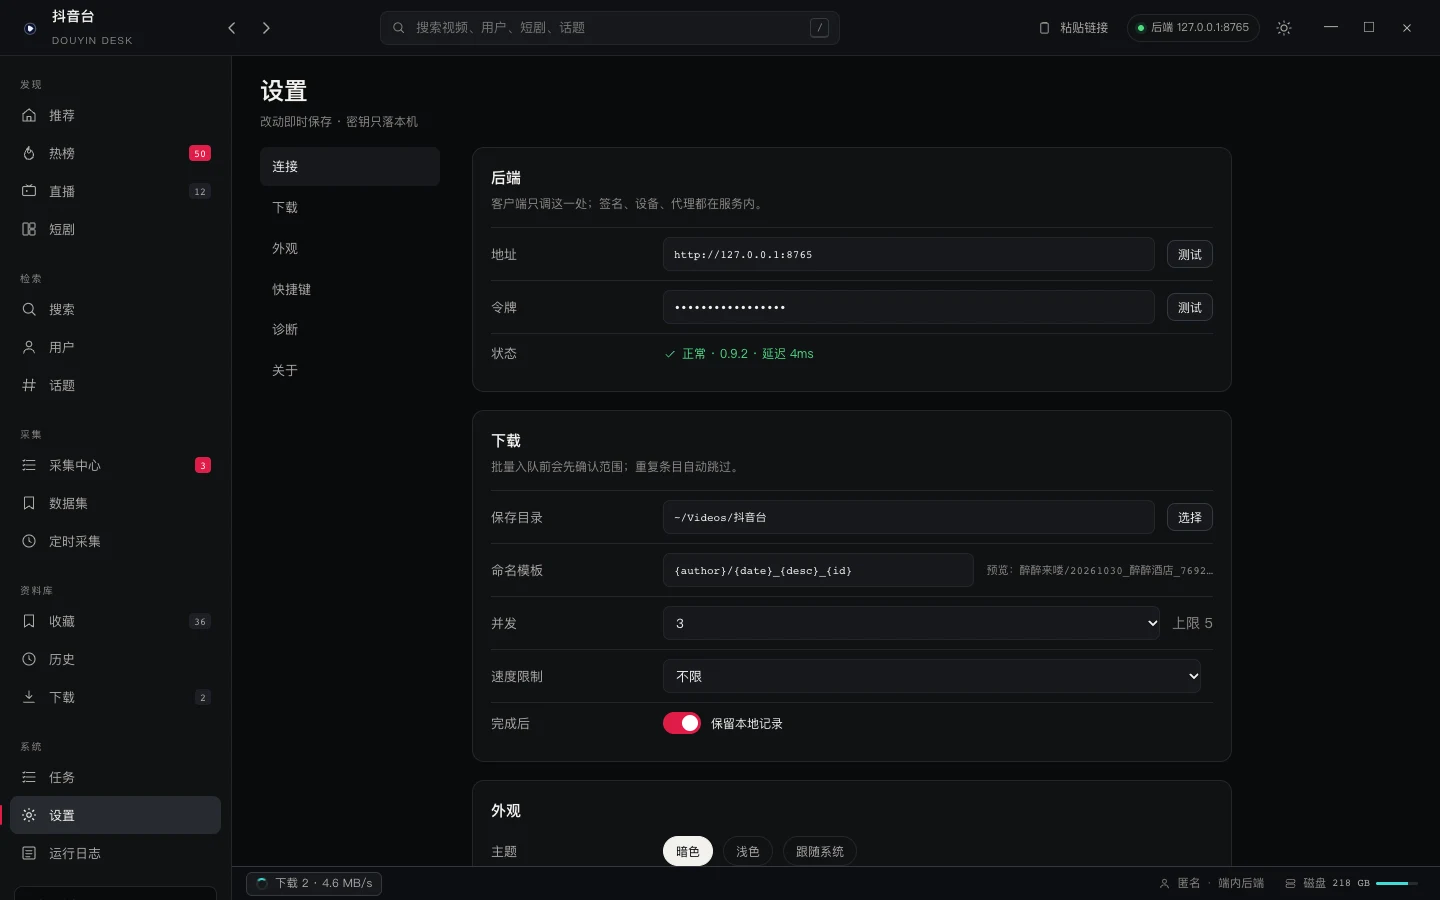 抖音台
DOUYIN DESK
搜索视频、用户、短剧、话题
/
粘贴链接
后端 127.0.0.1:8765
发现
推荐
热榜
50
直播
12
短剧
检索
搜索
用户
话题
采集
采集中心
3
数据集
定时采集
资料库
收藏
36
历史
下载
2
系统
任务
设置
运行日志
设置
改动即时保存 · 密钥只落本机
连接
下载
外观
快捷键
诊断
关于
后端
客户端只调这一处；签名、设备、代理都在服务内。
地址
http://127.0.0.1:8765
测试
令牌
•••••••••••••••••
测试
状态
正常 · 0.9.2 · 延迟 4ms
下载
批量入队前会先确认范围；重复条目自动跳过。
保存目录
~/Videos/抖音台
选择
命名模板
{author}/{date}_{desc}_{id}
预览：醉醉来喽/20261030_醉醉酒店_7692…
并发
3
上限 5
速度限制
不限
完成后
保留本地记录
外观
主题
暗色
浅色
跟随系统
下载 2 · 4.6 MB/s
匿名 · 端内后端
磁盘 218 GB